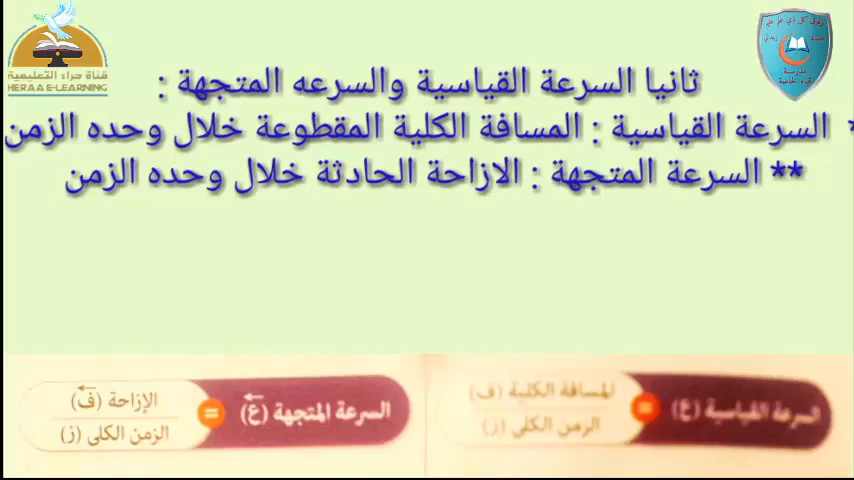 قناة حراء التعليمية
HERAA E-LEARNING
ثانيا السرعة القياسية والسرعه المتجهة :
* السرعة القياسية : المسافة الكلية المقطوعة خلال وحده الزمن
** السرعة المتجهة : الازاحة الحادثة خلال وحده الزمن
السرعة القياسية (ع) = المسافة الكلية (ف)
الزمن الكلى (ز)
السرعة المتجهة (ع) = الإزاحة (ف)
الزمن الكلى (ز)
مدرسة